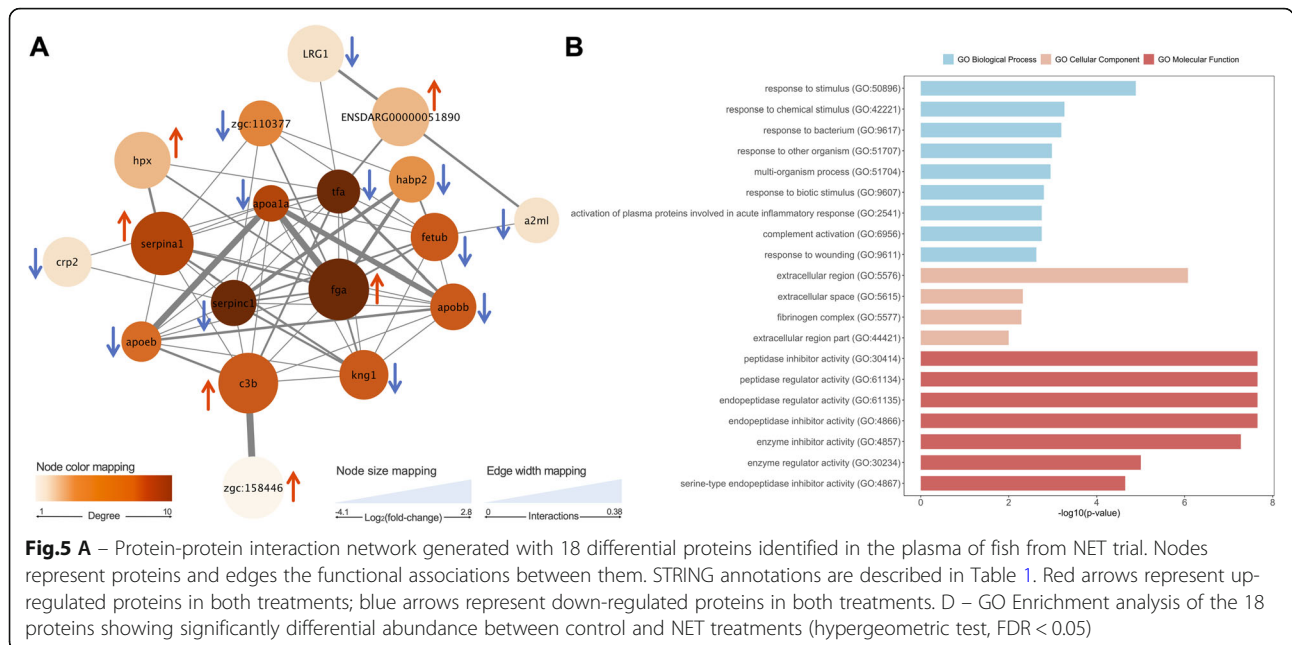 A
LRG1
ENSDARG00000051890
zgc:110377
hpx
tfa
habp2
apoa1a
a2ml
serpina1
fetub
crp2
fga
serpinc1
apobb
apoeb
c3b
kng1
zgc:158446
Node color mapping
1 Degree 10
Node size mapping
-4.1 Log₂(fold-change) 2.8
Edge width mapping
0 Interactions 0.38
B
GO Biological Process GO Cellular Component GO Molecular Function
response to stimulus (GO:50896)
response to chemical stimulus (GO:42221)
response to bacterium (GO:9617)
response to other organism (GO:51707)
multi-organism process (GO:51704)
response to biotic stimulus (GO:9607)
activation of plasma proteins involved in acute inflammatory response (GO:2541)
complement activation (GO:6956)
response to wounding (GO:9611)
extracellular region (GO:5576)
extracellular space (GO:5615)
fibrinogen complex (GO:5577)
extracellular region part (GO:44421)
peptidase inhibitor activity (GO:30414)
peptidase regulator activity (GO:61134)
endopeptidase regulator activity (GO:61135)
endopeptidase inhibitor activity (GO:4866)
enzyme inhibitor activity (GO:4857)
enzyme regulator activity (GO:30234)
serine-type endopeptidase inhibitor activity (GO:4867)
0 2 4 6 8
-log10(p-value)
Fig.5 A – Protein-protein interaction network generated with 18 differential proteins identified in the plasma of fish from NET trial. Nodes
represent proteins and edges the functional associations between them. STRING annotations are described in Table 1. Red arrows represent up-
regulated proteins in both treatments; blue arrows represent down-regulated proteins in both treatments. D – GO Enrichment analysis of the 18
proteins showing significantly differential abundance between control and NET treatments (hypergeometric test, FDR < 0.05)